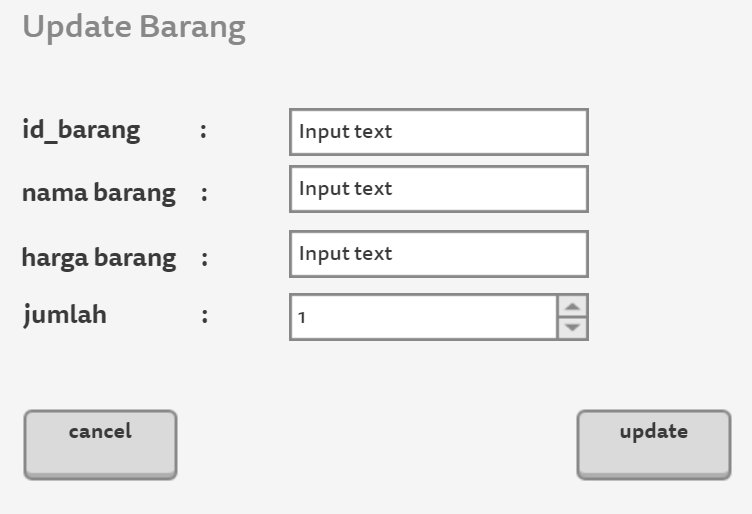 Update Barang
id_barang : Input text
nama barang : Input text
harga barang : Input text
jumlah : 1
cancel update